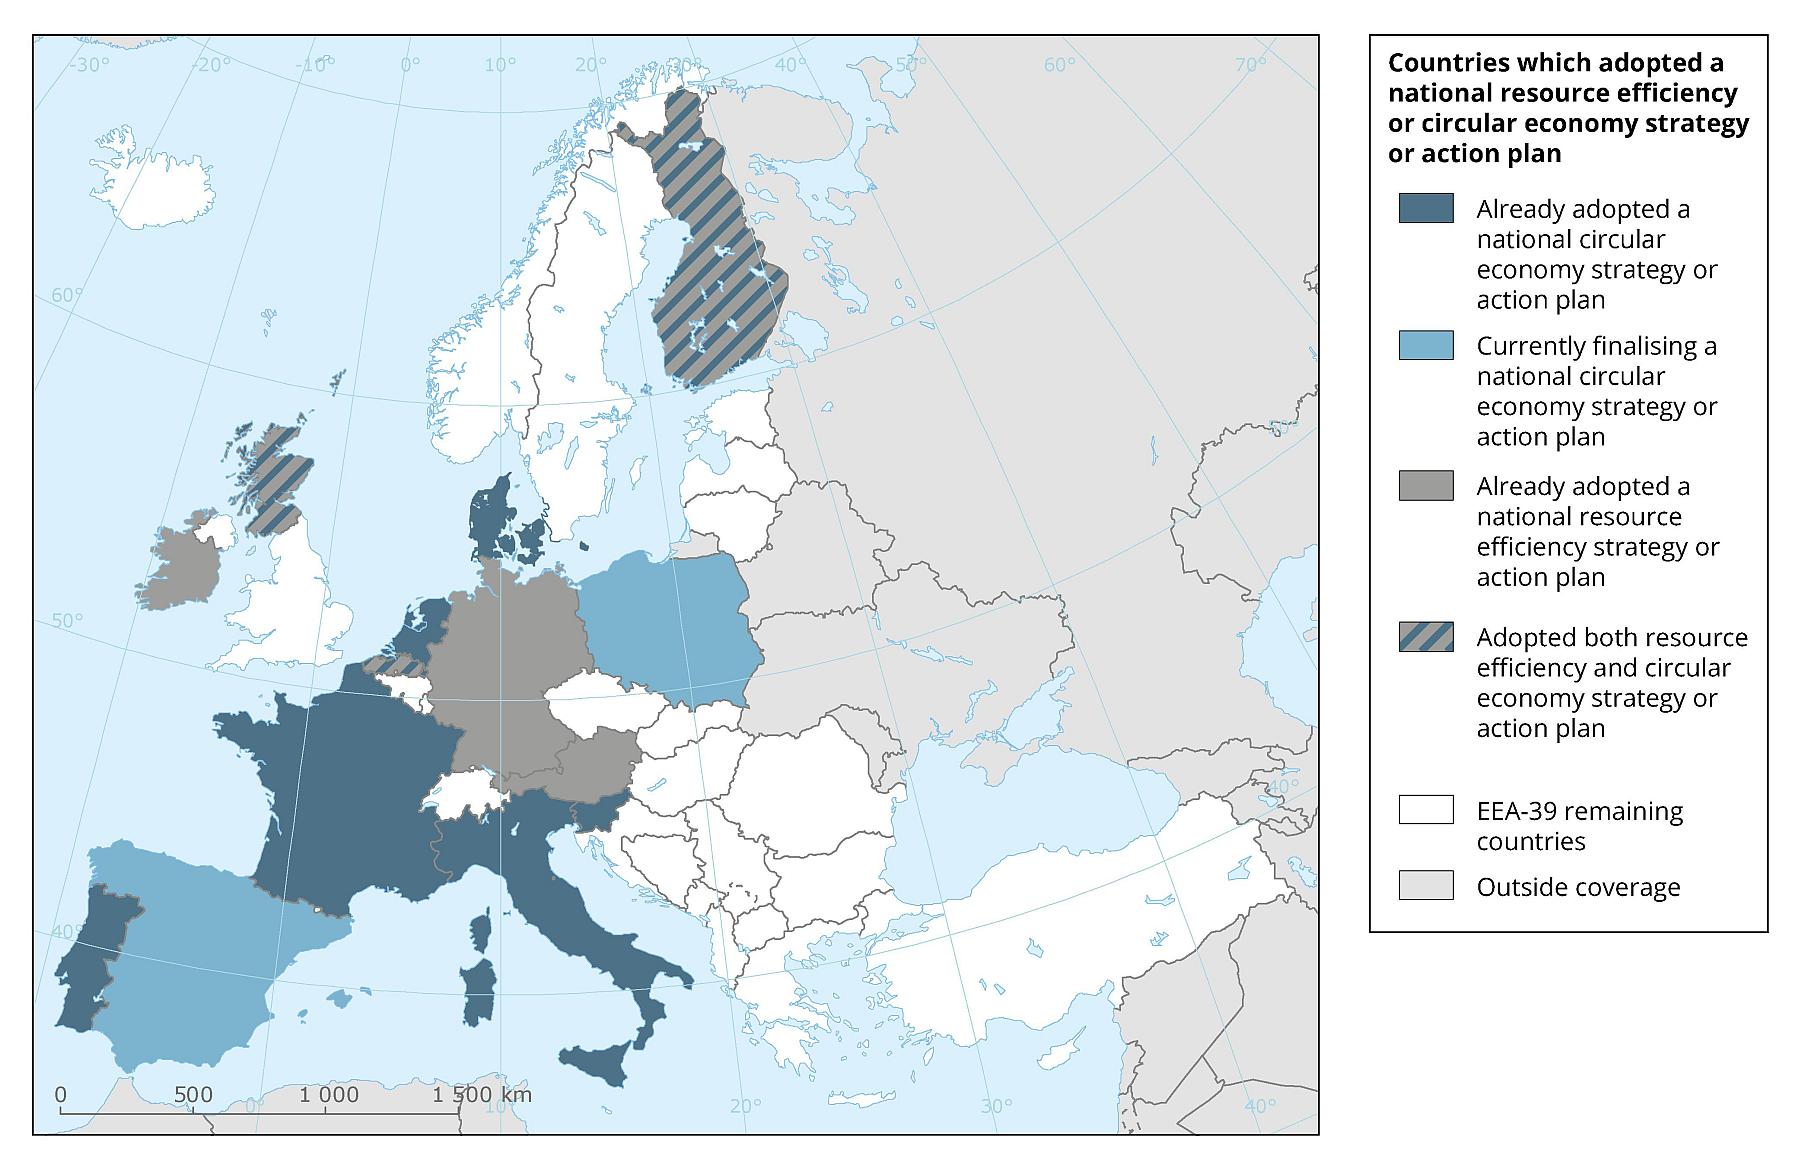 -30°
-20°
-10°
0°
10°
20°
30°
40°
50°
60°
70°
60°
50°
50°
40°
40°
0
500
1 000
1 500 km
0°
10°
20°
30°
40°
Countries which adopted a
national resource efficiency
or circular economy strategy
or action plan
Already adopted a
national circular
economy strategy or
action plan
Currently finalising a
national circular
economy strategy or
action plan
Already adopted a
national resource
efficiency strategy or
action plan
Adopted both resource
efficiency and circular
economy strategy or
action plan
EEA-39 remaining
countries
Outside coverage